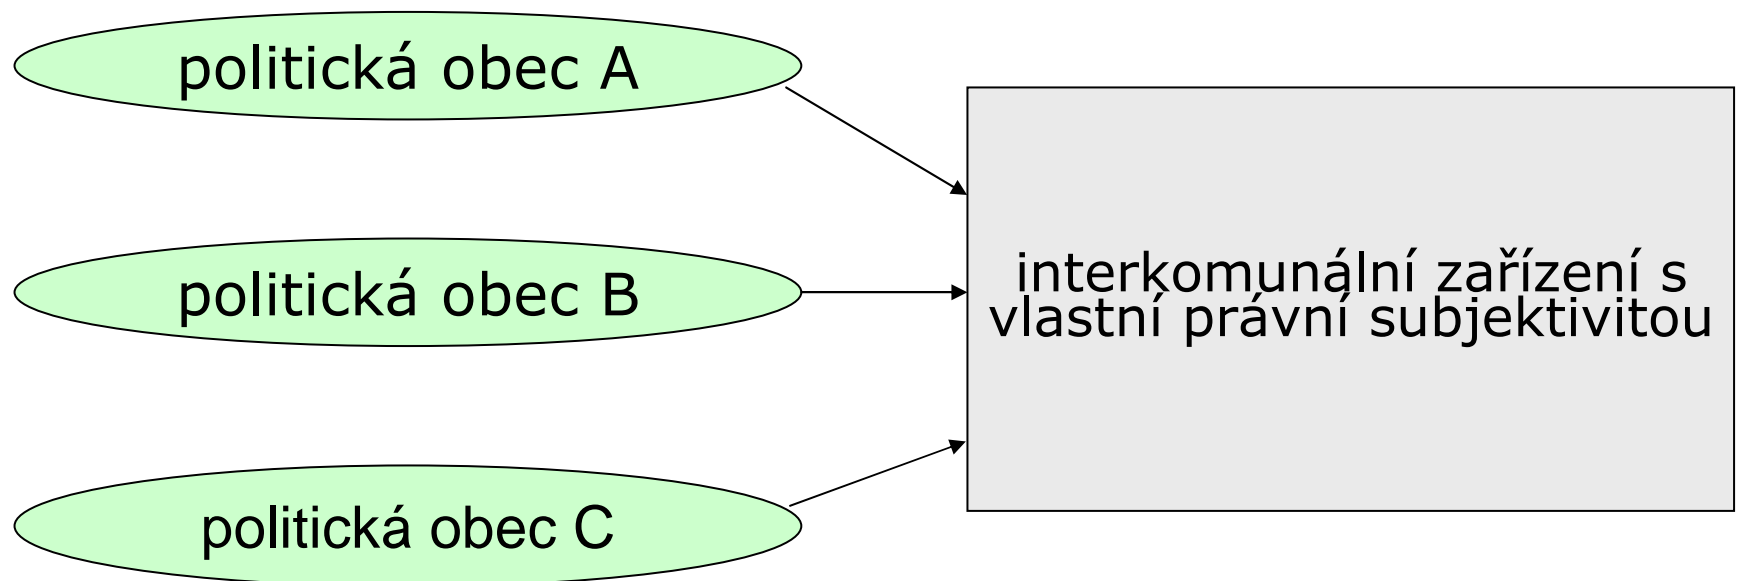 politická obec A
politická obec B
interkomunální zařízení s
vlastní právní subjektivitou
politická obec C